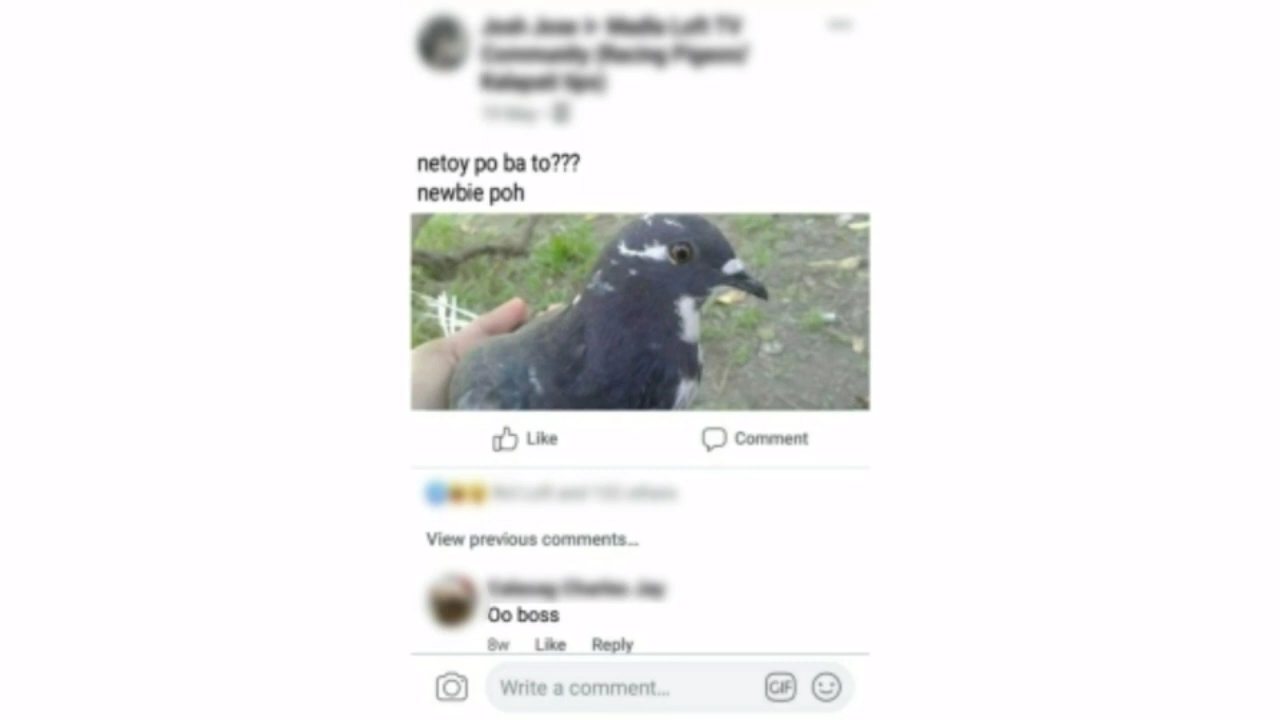 netoy po ba to???
newbie poh
Like
Comment
View previous comments...
Oo boss
8w Like Reply
Write a comment...
GIF